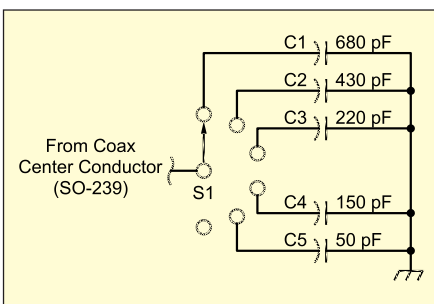 C1 680 pF
C2 430 pF
C3 220 pF
From Coax
Center Conductor
(SO-239)
S1
C4 150 pF
C5 50 pF